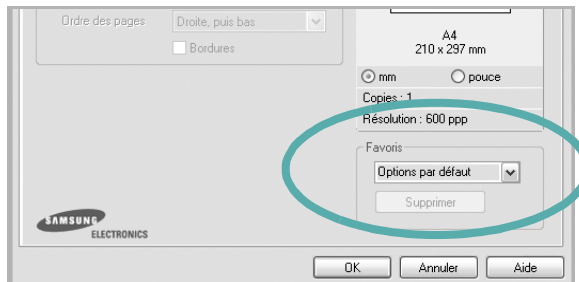 Ordre des pages Droite, puis bas
Bordures
A4
210 x 297 mm
mm pouce
Copies : 1
Résolution : 600 ppp
Favoris
Options par défaut
Supprimer
SAMSUNG
ELECTRONICS
OK Annuler Aide